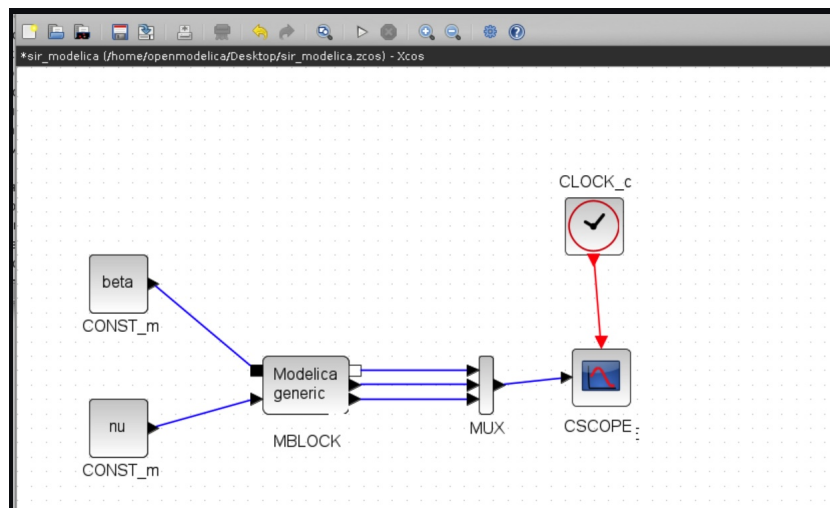 *sir_modelica (/home/openmodelica/Desktop/sir_modelica.zcos) - Xcos
CLOCK_c
beta
CONST_m
Modelica
generic
MBLOCK
MUX
CSCOPE
nu
CONST_m